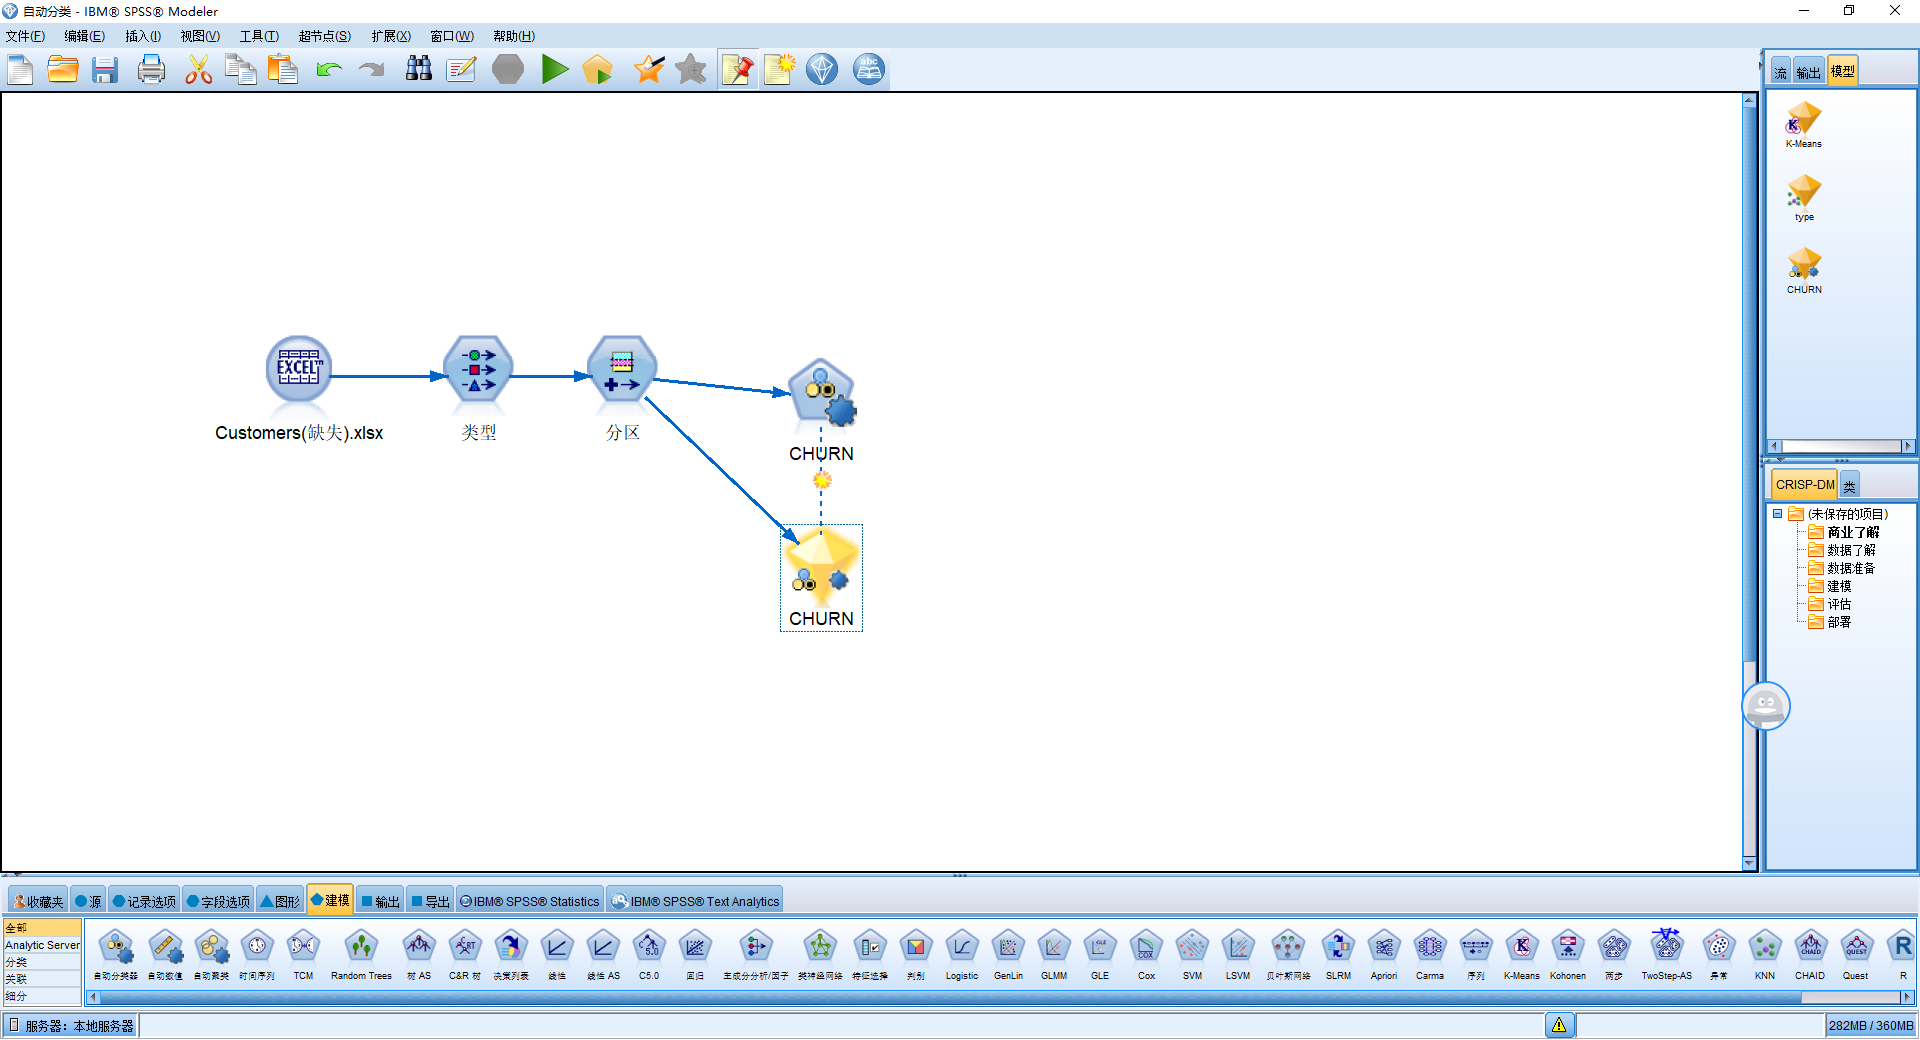 自动分类 - IBM® SPSS® Modeler
文件(F) 编辑(E) 插入(I) 视图(V) 工具(T) 超节点(S) 扩展(X) 窗口(W) 帮助(H)
abc
流 输出 模型
K
K-Means
type
CHURN
EXCEL™
Customers(缺失).xlsx
类型
分区
CHURN
CHURN
CRISP-DM 类
(未保存的项目)
商业了解
数据了解
数据准备
建模
评估
部署
收藏夹 源 记录选项 字段选项 图形 建模 输出 导出 IBM® SPSS® Statistics IBM® SPSS® Text Analytics
全部
Analytic Server
分类
关联
细分
自动分类器 自动数值 自动聚类 时间序列 TCM Random Trees 树 AS C&R 树 决策列表 线性 线性 AS C5.0 回归 主成分分析/因子 类神经网络 特征选择 判别 Logistic GenLin GLMM GLE Cox SVM LSVM 贝叶斯网络 SLRM Apriori Carma 序列 K-Means Kohonen 两步 TwoStep-AS 异常 KNN CHAID Quest R
服务器：本地服务器
282MB / 360MB